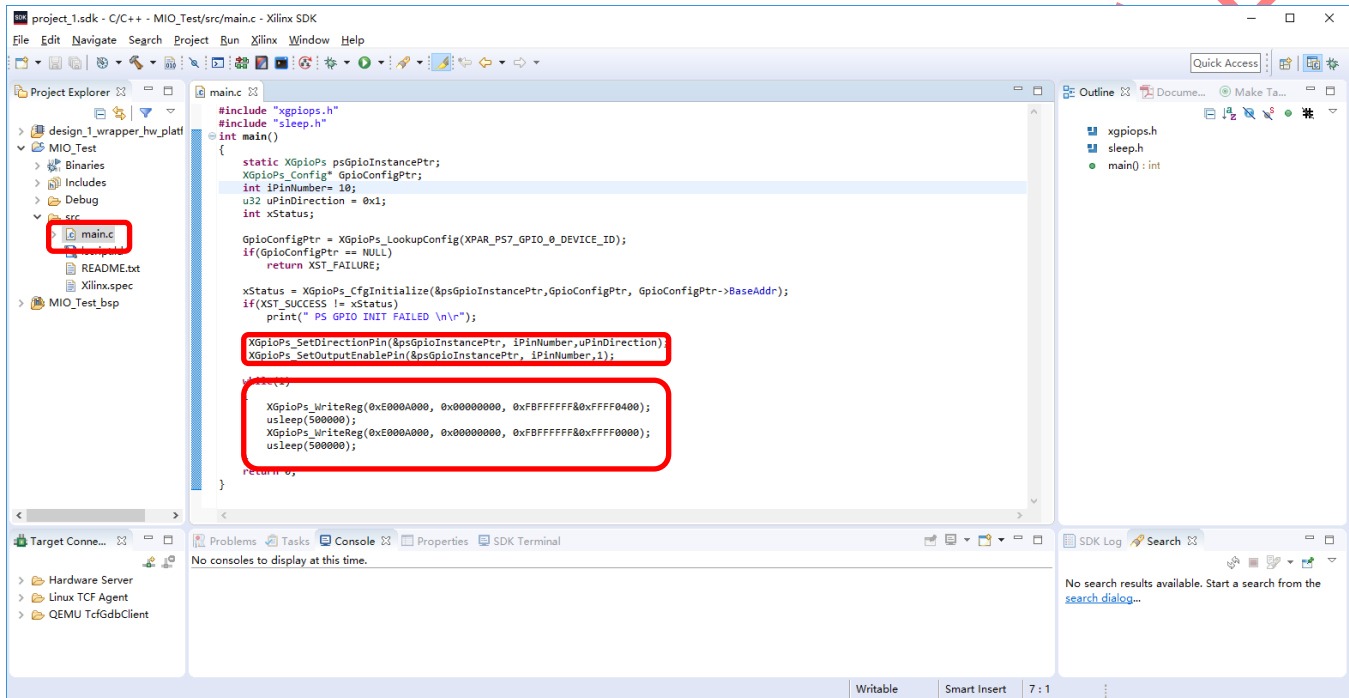 project_1.sdk - C/C++ - MIO_Test/src/main.c - Xilinx SDK
File Edit Navigate Search Project Run Xilinx Window Help
Quick Access
Project Explorer
main.c
Outline
Docume...
Make Ta...
design_1_wrapper_hw_platf
MIO_Test
Binaries
Includes
Debug
src
main.c
README.txt
Xilinx.spec
MIO_Test_bsp
#include "xgpiops.h"
#include "sleep.h"
int main()
{
static XGpioPs psGpioInstancePtr;
XGpioPs_Config* GpioConfigPtr;
int iPinNumber= 10;
u32 uPinDirection = 0x1;
int xStatus;
GpioConfigPtr = XGpioPs_LookupConfig(XPAR_PS7_GPIO_0_DEVICE_ID);
if(GpioConfigPtr == NULL)
return XST_FAILURE;
xStatus = XGpioPs_CfgInitialize(&psGpioInstancePtr,GpioConfigPtr, GpioConfigPtr->BaseAddr);
if(XST_SUCCESS != xStatus)
print(" PS GPIO INIT FAILED \n\r");
XGpioPs_SetDirectionPin(&psGpioInstancePtr, iPinNumber,uPinDirection);
XGpioPs_SetOutputEnablePin(&psGpioInstancePtr, iPinNumber,1);
while(1)
XGpioPs_WriteReg(0xE000A000, 0x00000000, 0xFBFFFFFF&0xFFFF0400);
usleep(500000);
XGpioPs_WriteReg(0xE000A000, 0x00000000, 0xFBFFFFFF&0xFFFF0000);
usleep(500000);
return 0;
}
xgpiops.h
sleep.h
main() : int
Target Conne...
Hardware Server
Linux TCF Agent
QEMU TcfGdbClient
Problems Tasks Console Properties SDK Terminal
No consoles to display at this time.
SDK Log Search
No search results available. Start a search from the
search dialog...
Writable Smart Insert 7 : 1